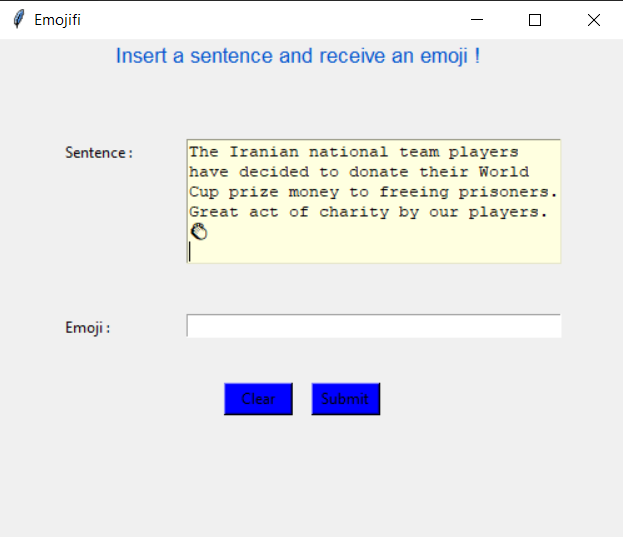 Emojifi
Insert a sentence and receive an emoji !
Sentence :
The Iranian national team players
have decided to donate their World
Cup prize money to freeing prisoners.
Great act of charity by our players.
👏
Emoji :
Clear
Submit